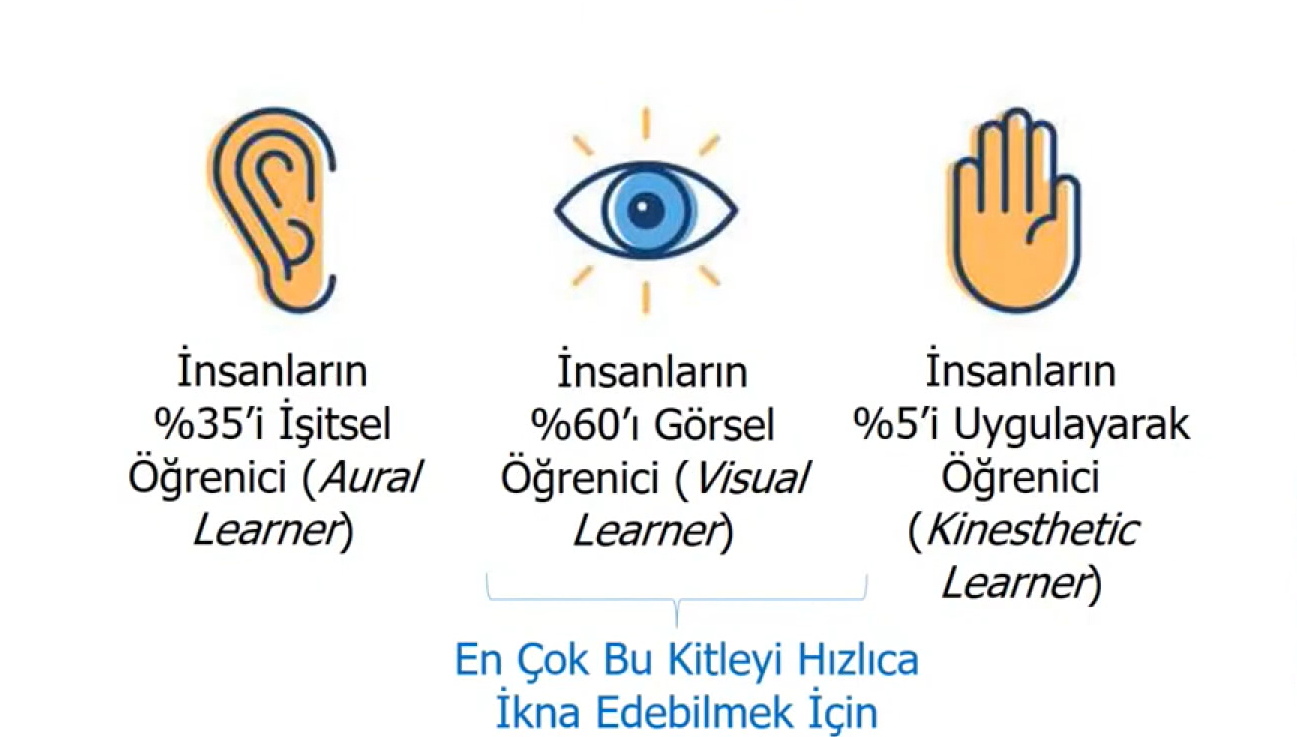 İnsanların
%35’i İşitsel
Öğrenici (Aural
Learner)
İnsanların
%60’ı Görsel
Öğrenici (Visual
Learner)
İnsanların
%5’i Uygulayarak
Öğrenici
(Kinesthetic
Learner)
En Çok Bu Kitleyi Hızlıca
İkna Edebilmek İçin